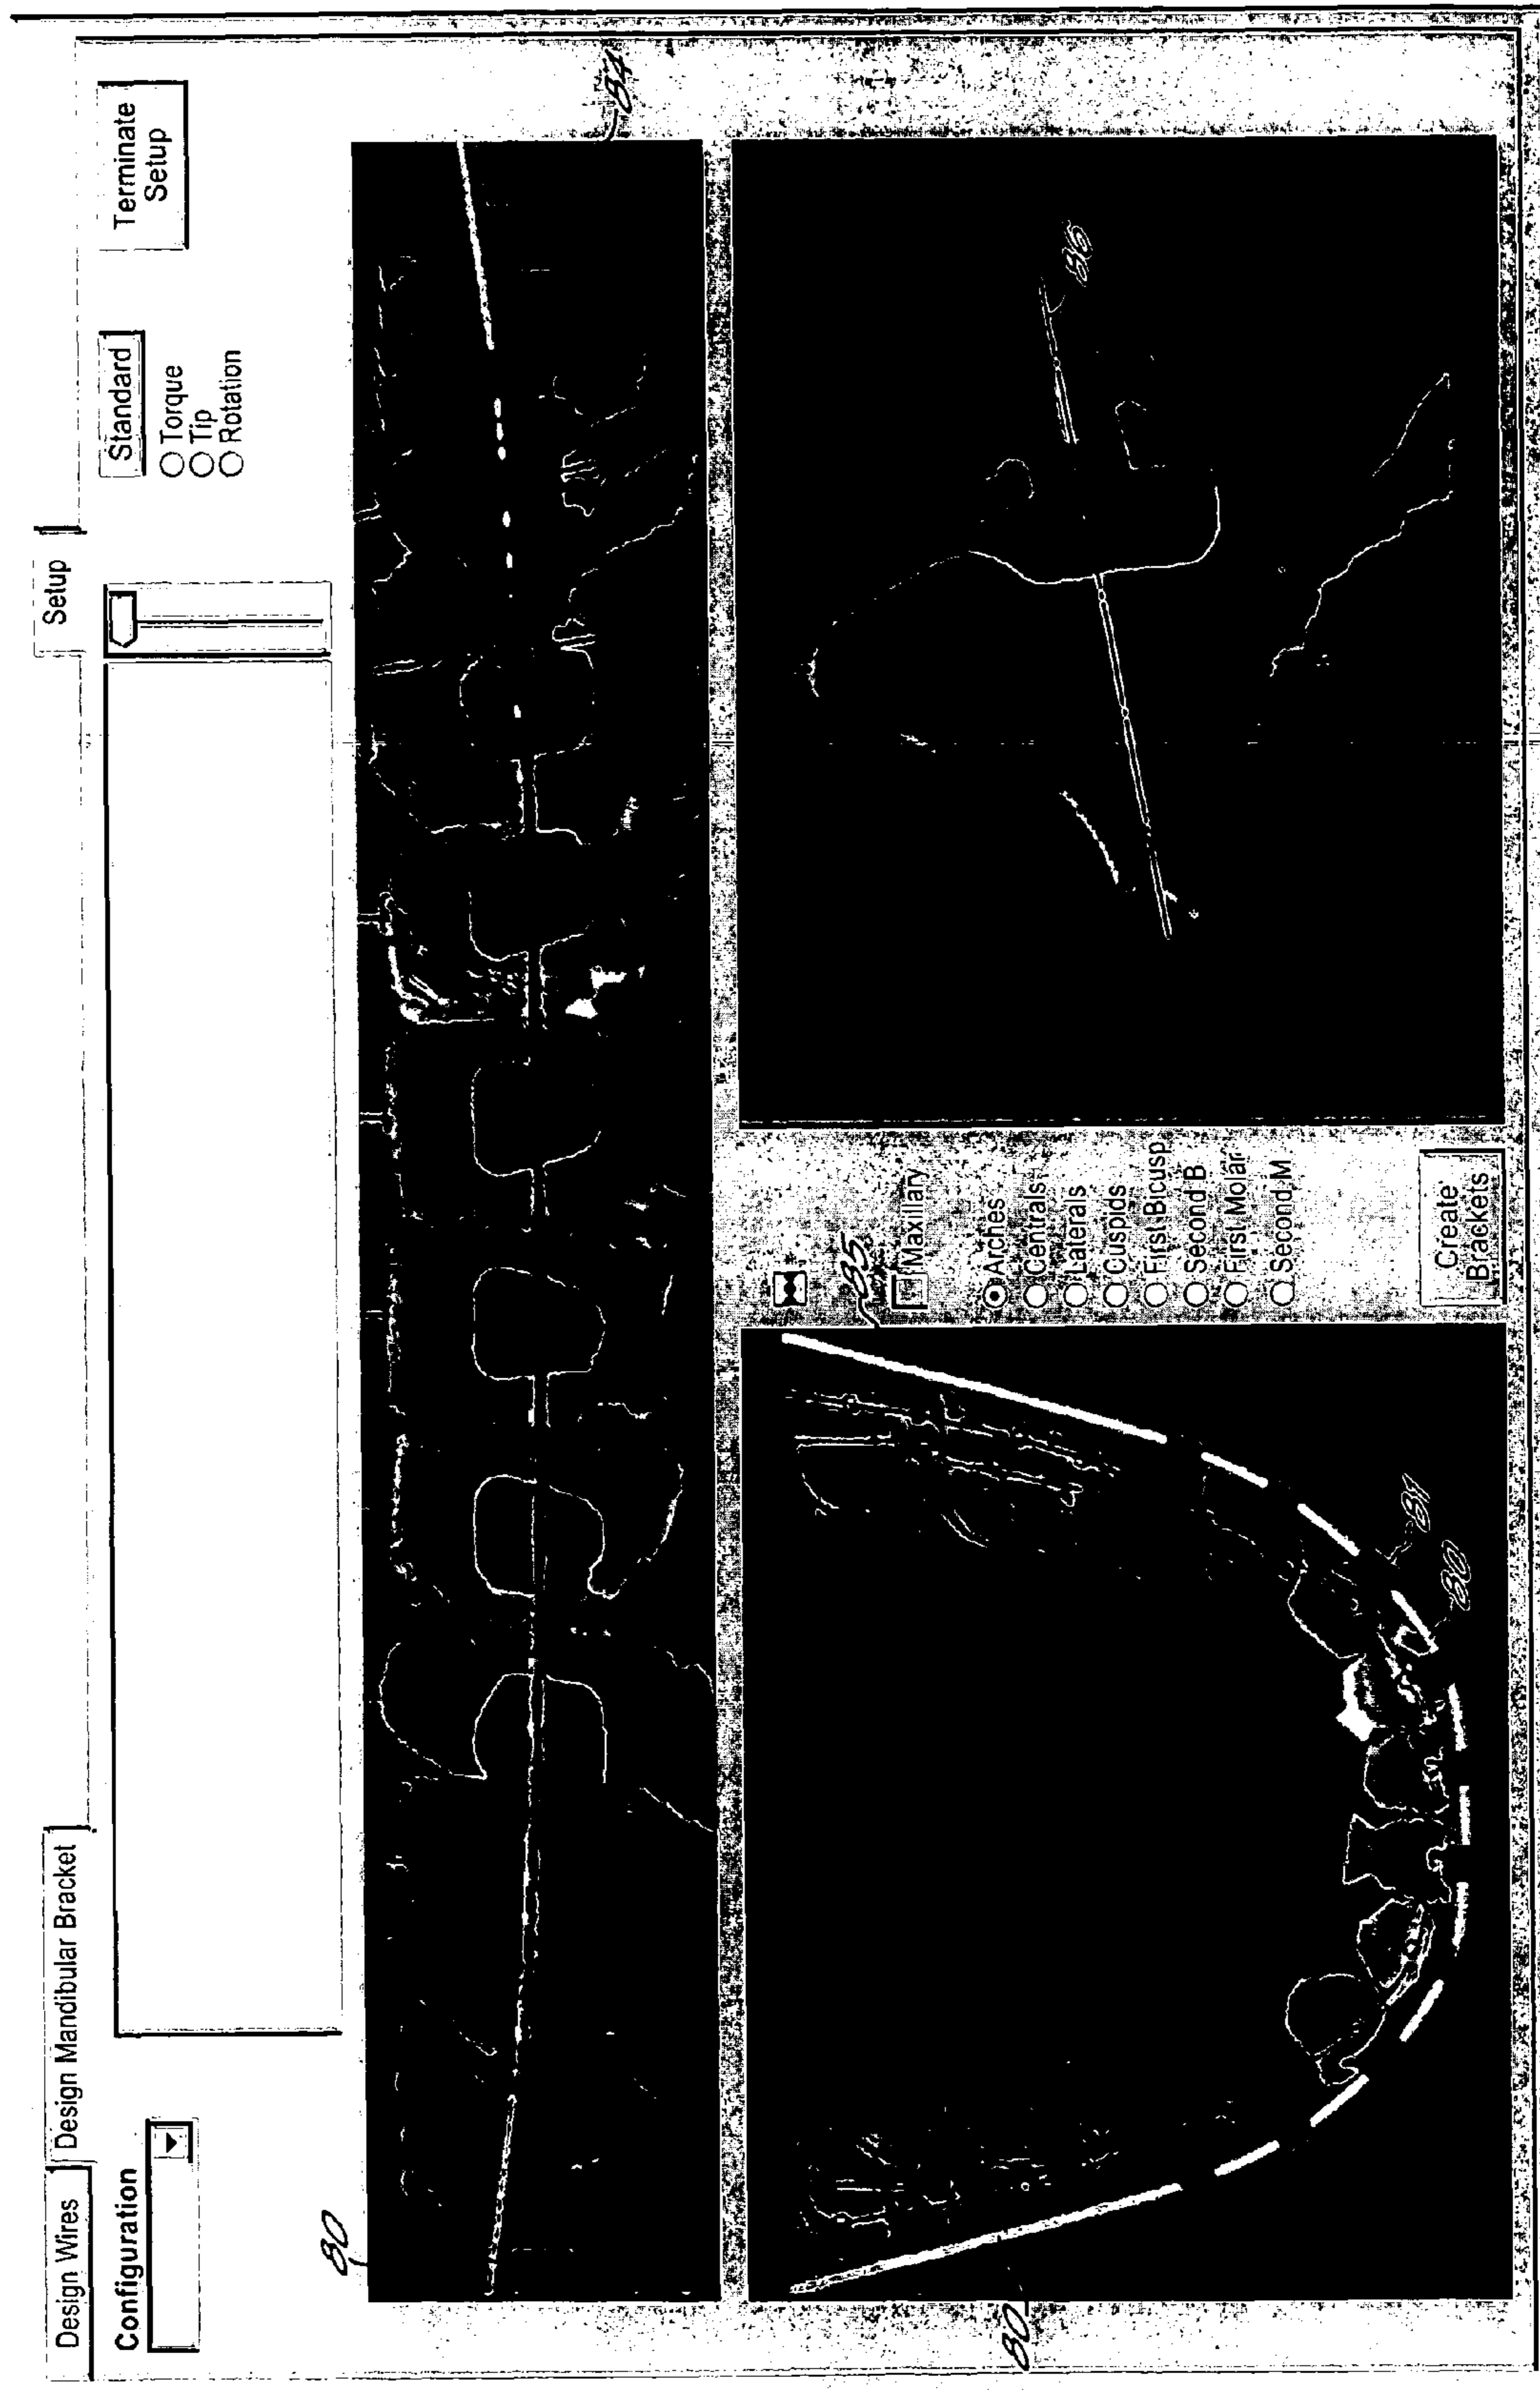 Design Wires
Design Mandibular Bracket
Setup
Configuration
Standard
Torque
Tip
Rotation
Terminate
Setup
80
84
80
85
Maxillary
Arches
Centrals
Laterals
Cuspids
First Bicusp
Second B
First Molar
Second M
Create
Brackets
81
80
86